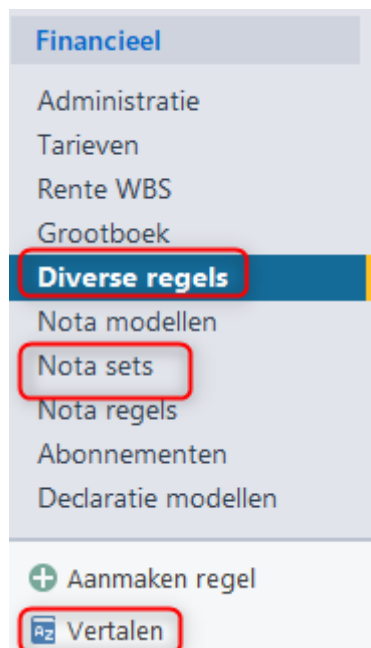 Financieel
Administratie
Tarieven
Rente WBS
Grootboek
Diverse regels
Nota modellen
Nota sets
Nota regels
Abonnementen
Declaratie modellen
Aanmaken regel
AZ Vertalen